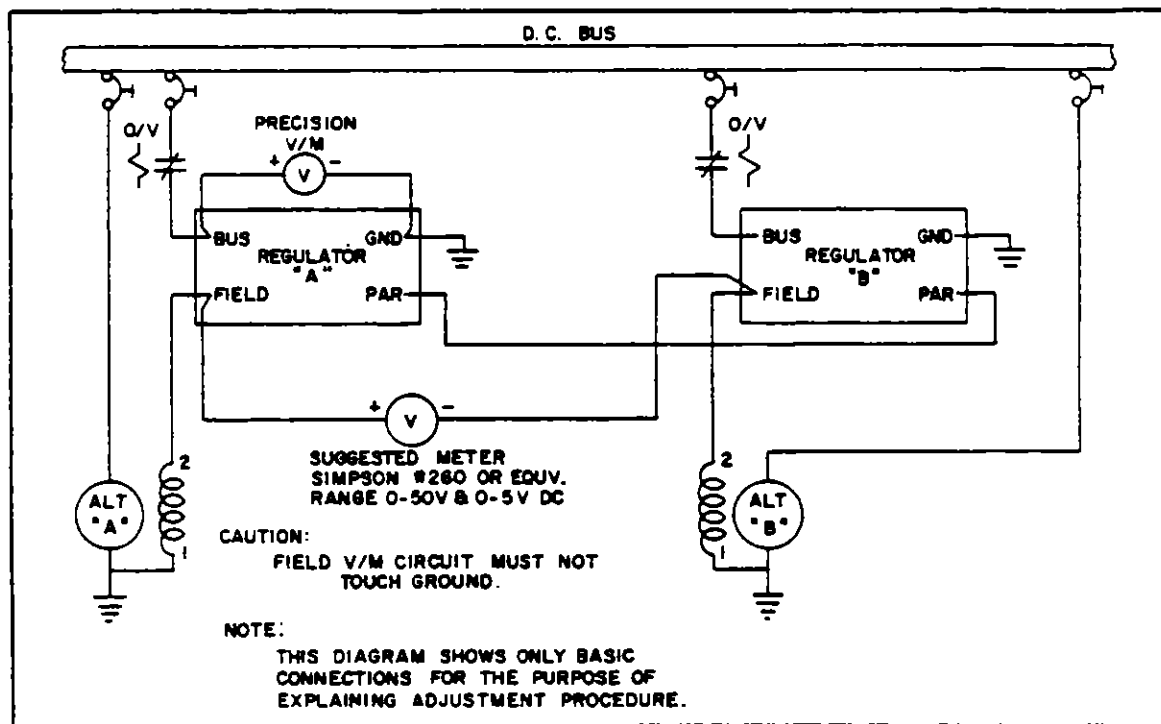 D.C. BUS
O/V
PRECISION
V/M
+ V -
O/V
BUS
GND
REGULATOR
"A"
FIELD
PAR
BUS
GND
REGULATOR
"B"
FIELD
PAR
+ V -
SUGGESTED METER
SIMPSON #260 OR EQUV.
RANGE 0-50V & 0-5V DC
2
ALT
"A"
1
2
ALT
"B"
1
CAUTION:
FIELD V/M CIRCUIT MUST NOT
TOUCH GROUND.
NOTE:
THIS DIAGRAM SHOWS ONLY BASIC
CONNECTIONS FOR THE PURPOSE OF
EXPLAINING ADJUSTMENT PROCEDURE.